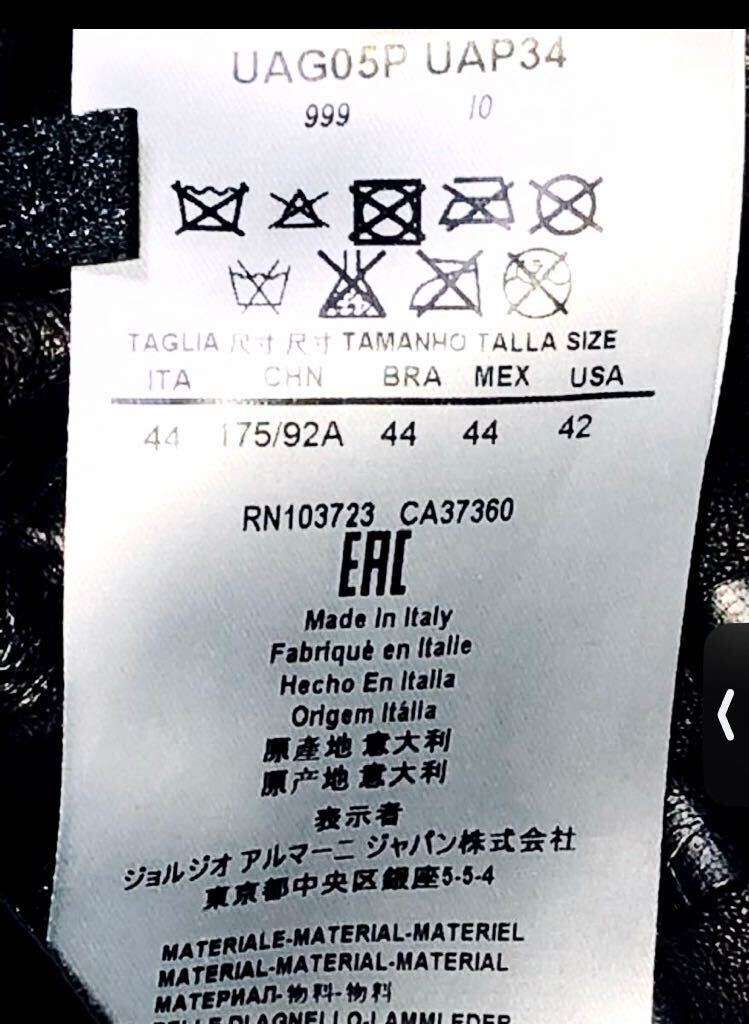 UAG05P UAP34
999 10
TAGLIA 尺寸 尺寸 TAMANHO TALLA SIZE
ITA CHN BRA MEX USA
44 175/92A 44 44 42
RN103723 CA37360
EAC
Made in Italy
Fabriqué en Italie
Hecho En Italia
Origem Itália
原產地 意大利
原产地 意大利
表示者
ジョルジオ アルマーニ ジャパン株式会社
東京都中央区銀座5-5-4
MATERIALE-MATERIAL-MATERIEL
MATERIAL-MATERIAL-MATERIAL
МАТЕРИАЛ-物料-物料
PELLE DI AGNELLO-LAMMLEDER